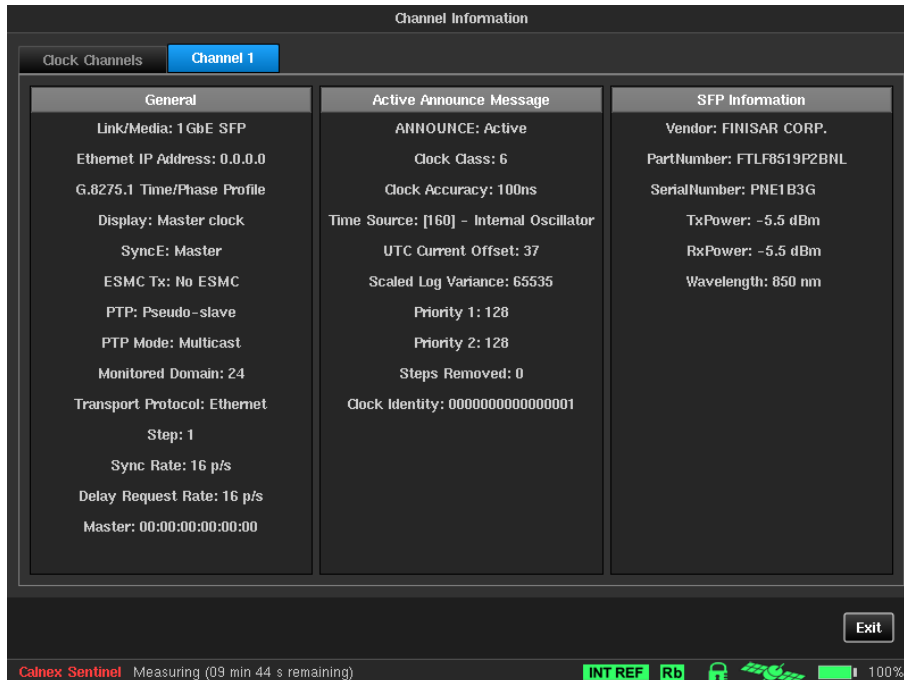 Channel Information
Clock Channels
Channel 1
General
Link/Media: 1 GbE SFP
Ethernet IP Address: 0.0.0.0
G.8275.1 Time/Phase Profile
Display: Master clock
SyncE: Master
ESMC Tx: No ESMC
PTP: Pseudo-slave
PTP Mode: Multicast
Monitored Domain: 24
Transport Protocol: Ethernet
Step: 1
Sync Rate: 16 p/s
Delay Request Rate: 16 p/s
Master: 00:00:00:00:00:00
Active Announce Message
ANNOUNCE: Active
Clock Class: 6
Clock Accuracy: 100ns
Time Source: [160] - Internal Oscillator
UTC Current Offset: 37
Scaled Log Variance: 65535
Priority 1: 128
Priority 2: 128
Steps Removed: 0
Clock Identity: 0000000000000001
SFP Information
Vendor: FINISAR CORP.
PartNumber: FTLF8519P2BNL
SerialNumber: PNE1B3G
TxPower: -5.5 dBm
RxPower: -5.5 dBm
Wavelength: 850 nm
Exit
Calnex Sentinel Measuring (09 min 44 s remaining)
INT REF Rb 100%